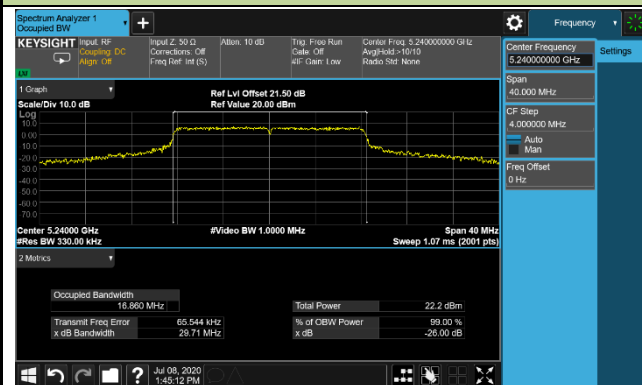 Spectrum Analyzer 1
Occupied BW
Frequency
KEYSIGHT
Input: RF
Coupling: DC
Align: Off
Input Z: 50 Ω
Corrections: Off
Freq Ref: Int (S)
Atten: 10 dB
Trig: Free Run
Gate: Off
#IF Gain: Low
Center Freq: 5.240000000 GHz
Avg|Hold:>10/10
Radio Std: None
LXI
Center Frequency
5.240000000 GHz
Settings
Span
40.000 MHz
CF Step
4.000000 MHz
Auto
Man
Freq Offset
0 Hz
1 Graph
Scale/Div 10.0 dB
Ref Lvl Offset 21.50 dB
Ref Value 20.00 dBm
Log
10.0
0.00
-10.0
-20.0
-30.0
-40.0
-50.0
-60.0
-70.0
Center 5.24000 GHz
#Res BW 330.00 kHz
#Video BW 1.0000 MHz
Span 40 MHz
Sweep 1.07 ms (2001 pts)
2 Metrics
Occupied Bandwidth
16.860 MHz
Total Power 22.2 dBm
Transmit Freq Error 65.544 kHz
% of OBW Power 99.00 %
x dB Bandwidth 29.71 MHz
x dB -26.00 dB
?
Jul 08, 2020
1:45:12 PM